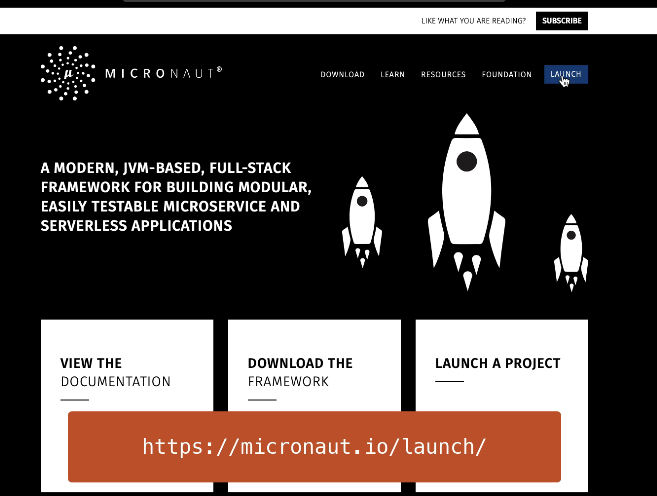 LIKE WHAT YOU ARE READING? SUBSCRIBE
μ MICRONAUT®
DOWNLOAD LEARN RESOURCES FOUNDATION LAUNCH
A MODERN, JVM-BASED, FULL-STACK
FRAMEWORK FOR BUILDING MODULAR,
EASILY TESTABLE MICROSERVICE AND
SERVERLESS APPLICATIONS
VIEW THE
DOCUMENTATION
DOWNLOAD THE
FRAMEWORK
LAUNCH A PROJECT
https://micronaut.io/launch/